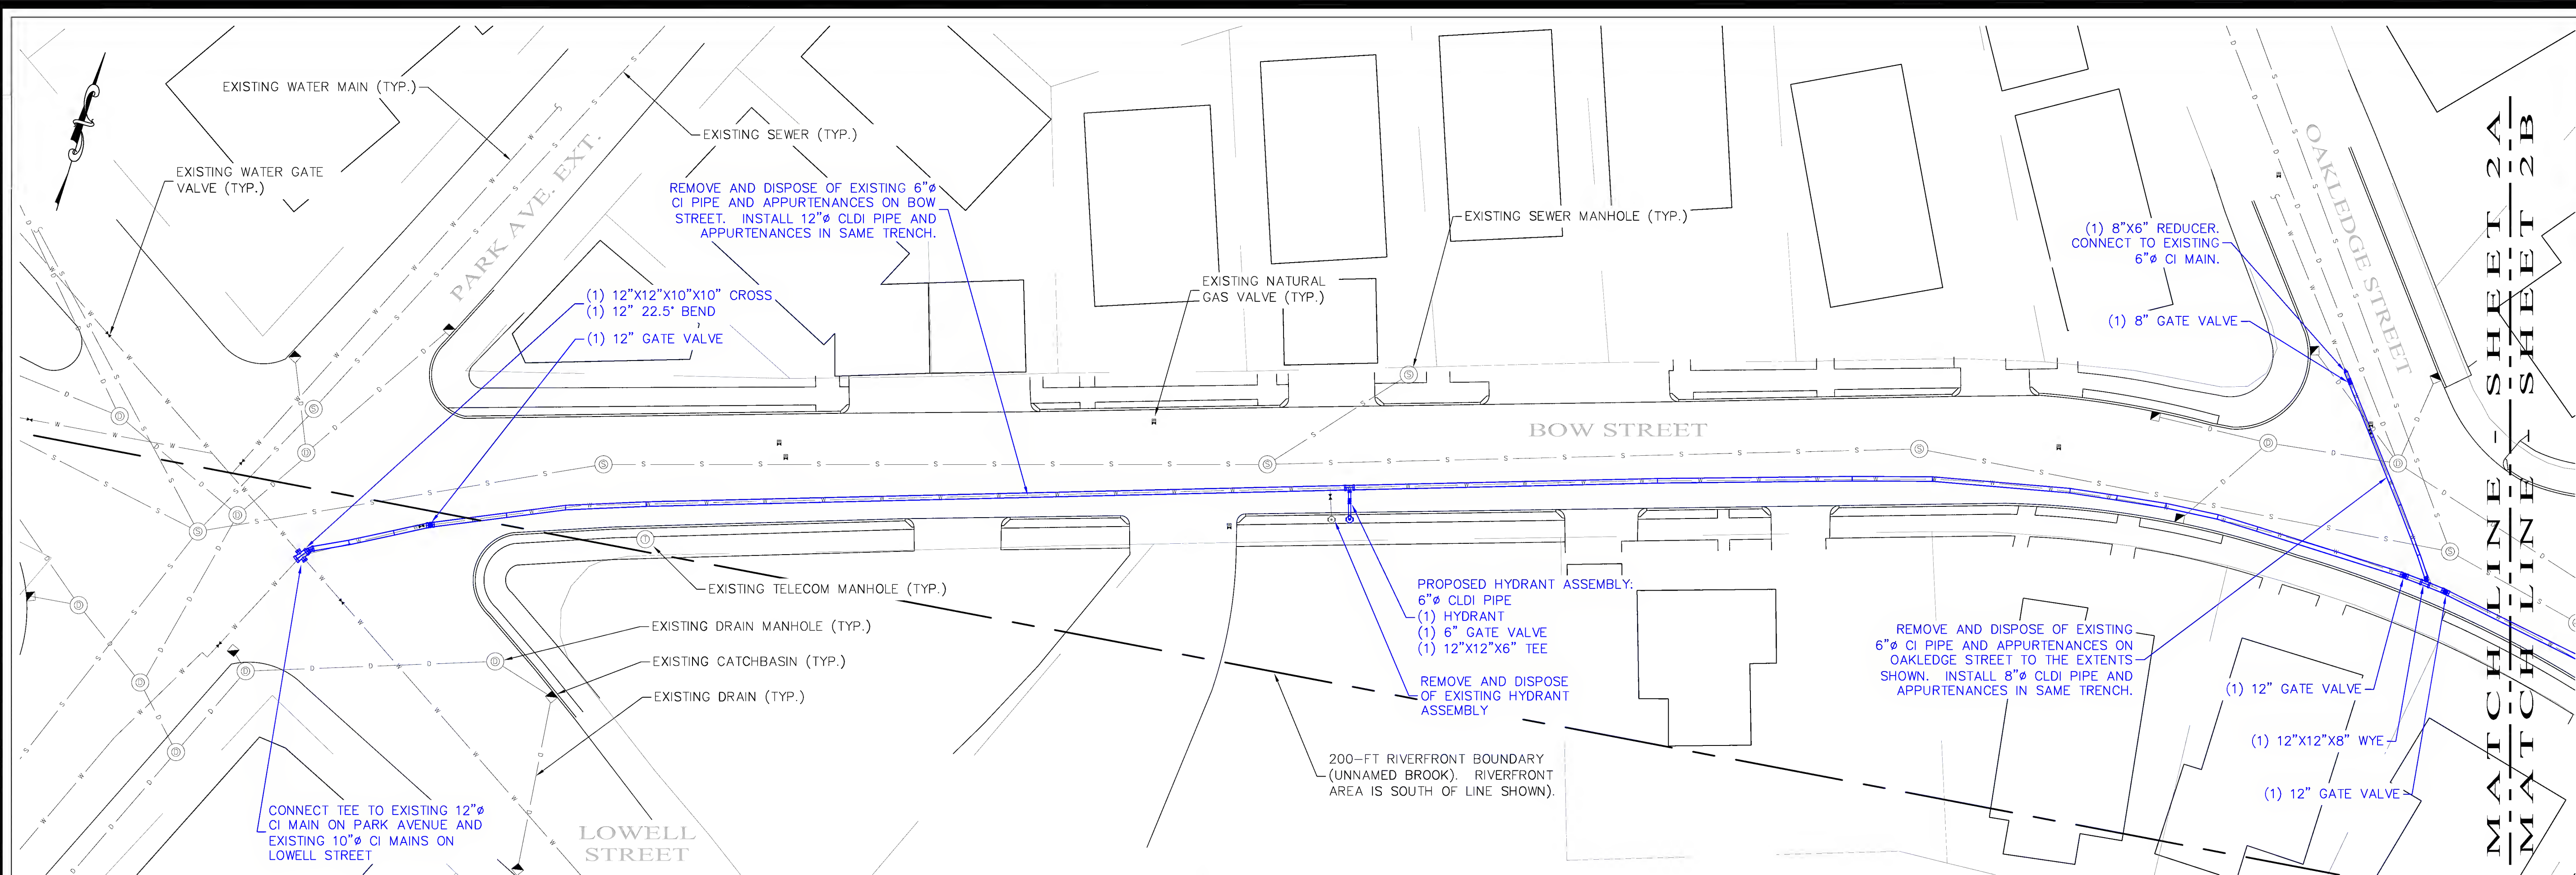 EXISTING WATER MAIN (TYP.)
EXISTING SEWER (TYP.)
EXISTING WATER GATE
VALVE (TYP.)
PARK AVE. EXT.
REMOVE AND DISPOSE OF EXISTING 6"ø
CI PIPE AND APPURTENANCES ON BOW
STREET. INSTALL 12"ø CLDI PIPE AND
APPURTENANCES IN SAME TRENCH.
(1) 12"X12"X10"X10" CROSS
(1) 12" 22.5° BEND
(1) 12" GATE VALVE
EXISTING SEWER MANHOLE (TYP.)
EXISTING NATURAL
GAS VALVE (TYP.)
(1) 8"X6" REDUCER.
CONNECT TO EXISTING
6"ø CI MAIN.
(1) 8" GATE VALVE
OAKLEDGE STREET
MATCH LINE - SHEET 2A
MATCH LINE - SHEET 2B
BOW STREET
EXISTING TELECOM MANHOLE (TYP.)
EXISTING DRAIN MANHOLE (TYP.)
EXISTING CATCHBASIN (TYP.)
EXISTING DRAIN (TYP.)
PROPOSED HYDRANT ASSEMBLY:
6"ø CLDI PIPE
(1) HYDRANT
(1) 6" GATE VALVE
(1) 12"X12"X6" TEE
REMOVE AND DISPOSE
OF EXISTING HYDRANT
ASSEMBLY
200-FT RIVERFRONT BOUNDARY
(UNNAMED BROOK). RIVERFRONT
AREA IS SOUTH OF LINE SHOWN).
REMOVE AND DISPOSE OF EXISTING
6"ø CI PIPE AND APPURTENANCES ON
OAKLEDGE STREET TO THE EXTENTS
SHOWN. INSTALL 8"ø CLDI PIPE AND
APPURTENANCES IN SAME TRENCH.
(1) 12" GATE VALVE
(1) 12"X12"X8" WYE
(1) 12" GATE VALVE
CONNECT TEE TO EXISTING 12"ø
CI MAIN ON PARK AVENUE AND
EXISTING 10"ø CI MAINS ON
LOWELL STREET
LOWELL
STREET